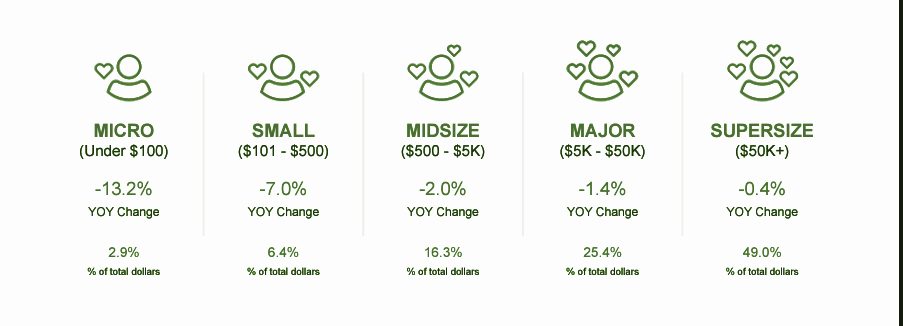 MICRO
(Under $100)
-13.2%
YOY Change
2.9%
% of total dollars
SMALL
($101 - $500)
-7.0%
YOY Change
6.4%
% of total dollars
MIDSIZE
($500 - $5K)
-2.0%
YOY Change
16.3%
% of total dollars
MAJOR
($5K - $50K)
-1.4%
YOY Change
25.4%
% of total dollars
SUPERSIZE
($50K+)
-0.4%
YOY Change
49.0%
% of total dollars